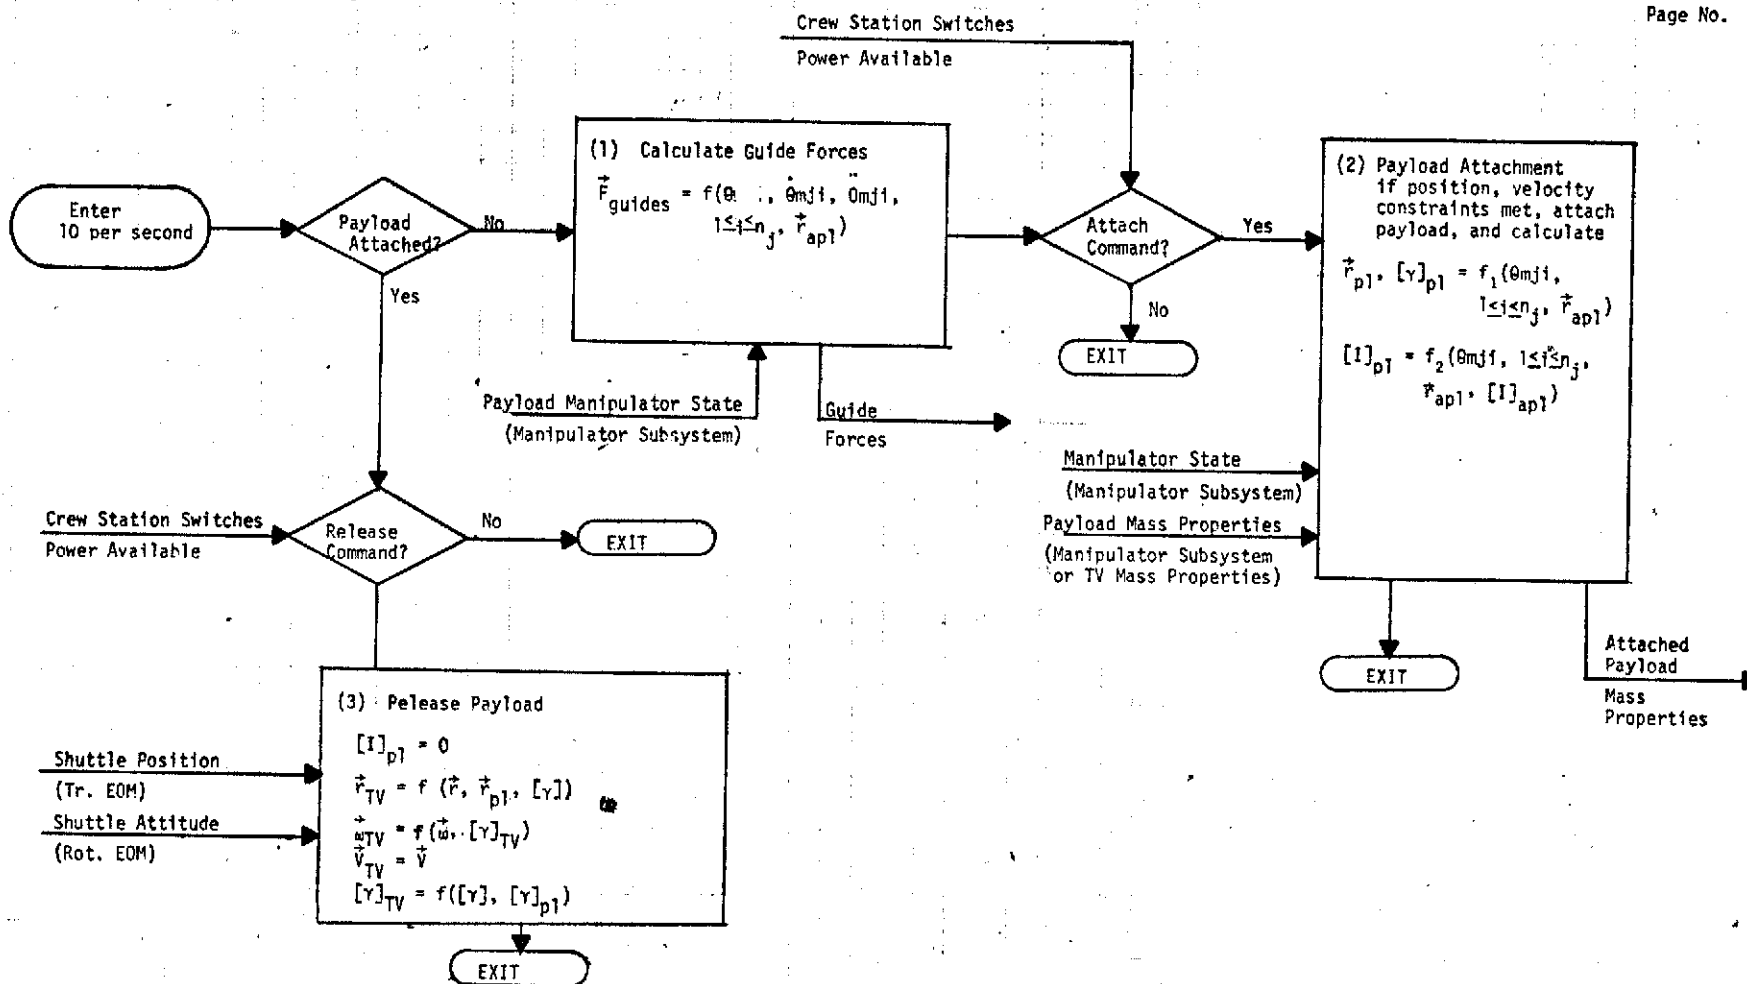 Page No.
Crew Station Switches
Power Available
Enter
10 per second
Payload
Attached?
No
Yes
(1) Calculate Guide Forces
F⃗guides = f(θ , θ̇mji, θ̈mji,
1≤i≤nj, r⃗apl)
Payload Manipulator State
(Manipulator Subsystem)
Guide
Forces
Attach
Command?
Yes
No
EXIT
(2) Payload Attachment
if position, velocity
constraints met, attach
payload, and calculate
r⃗pl, [γ]pl = f1(θmji,
1≤i≤nj, r⃗apl)
[I]pl = f2(θmji, 1≤i≤nj,
r⃗apl, [I]apl)
Manipulator State
(Manipulator Subsystem)
Payload Mass Properties
(Manipulator Subsystem
or TV Mass Properties)
EXIT
Attached
Payload
Mass
Properties
Crew Station Switches
Power Available
Release
Command?
No
EXIT
(3) Pelease Payload
[I]pl = 0
r⃗TV = f (r⃗, r⃗pl, [γ])
ω⃗TV = f(ω⃗, [γ]TV)
V⃗TV = V⃗
[γ]TV = f([γ], [γ]pl)
Shuttle Position
(Tr. EOM)
Shuttle Attitude
(Rot. EOM)
EXIT